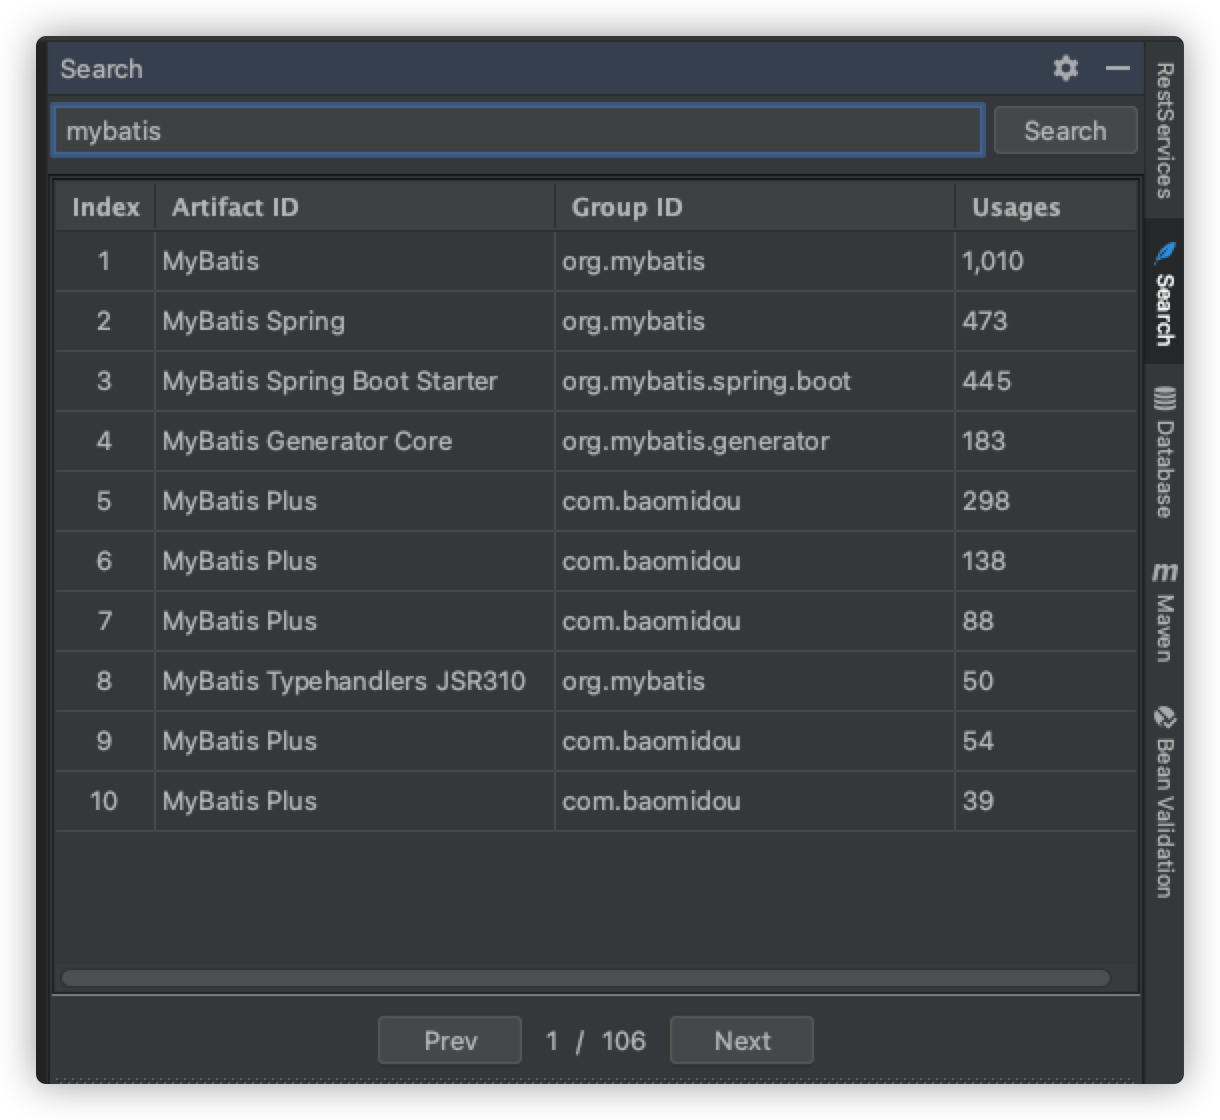 Search
mybatis Search
Index Artifact ID Group ID Usages
1 MyBatis org.mybatis 1,010
2 MyBatis Spring org.mybatis 473
3 MyBatis Spring Boot Starter org.mybatis.spring.boot 445
4 MyBatis Generator Core org.mybatis.generator 183
5 MyBatis Plus com.baomidou 298
6 MyBatis Plus com.baomidou 138
7 MyBatis Plus com.baomidou 88
8 MyBatis Typehandlers JSR310 org.mybatis 50
9 MyBatis Plus com.baomidou 54
10 MyBatis Plus com.baomidou 39
Prev 1 / 106 Next
RestServices
Search
Database
m Maven
Bean Validation